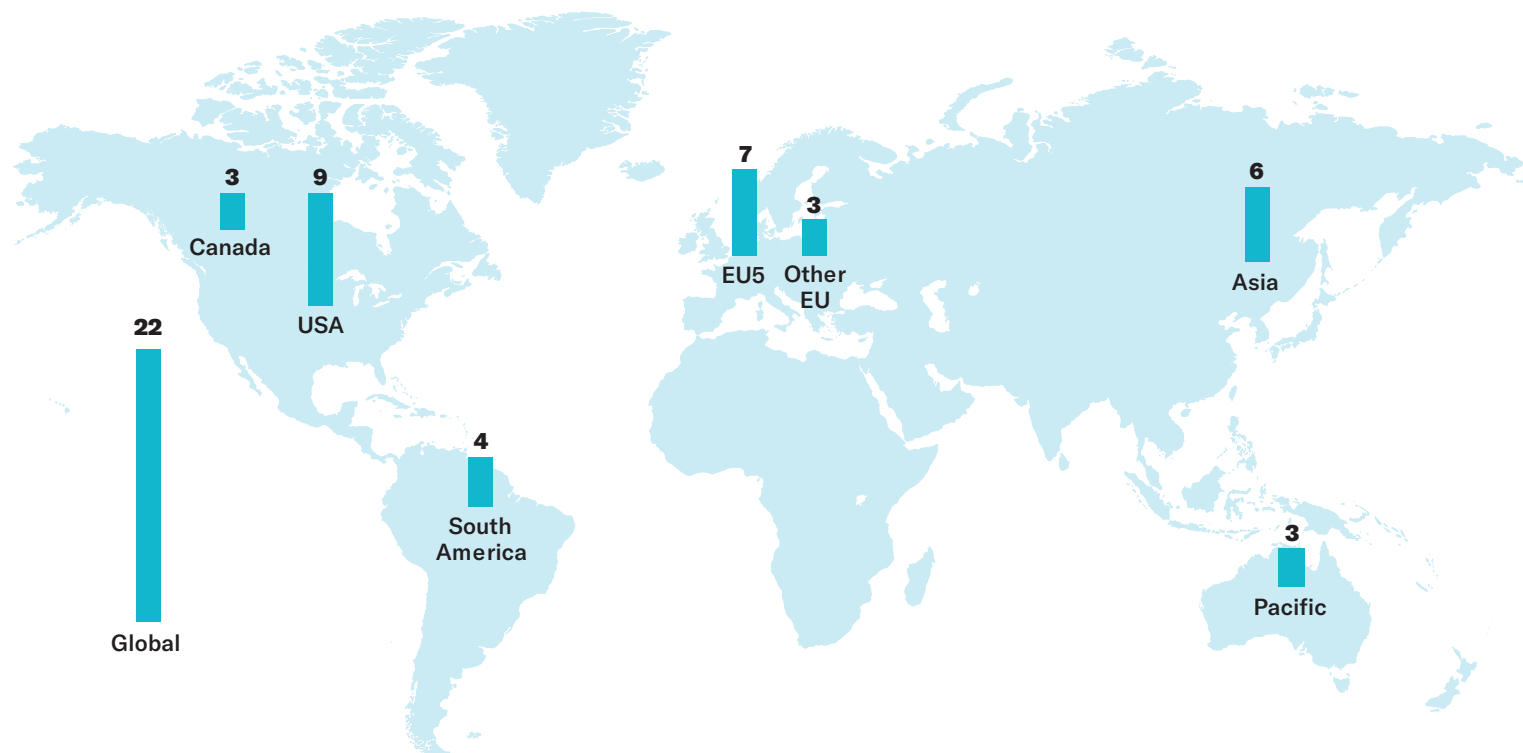 3
Canada
9
USA
22
Global
4
South
America
7
EU5
3
Other
EU
6
Asia
3
Pacific